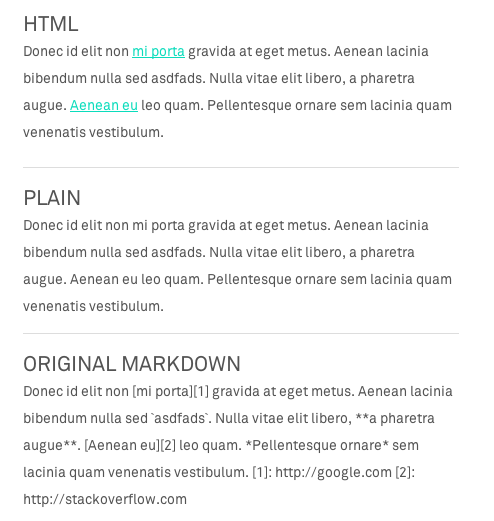 HTML
Donec id elit non mi porta gravida at eget metus. Aenean lacinia
bibendum nulla sed asdfads. Nulla vitae elit libero, a pharetra
augue. Aenean eu leo quam. Pellentesque ornare sem lacinia quam
venenatis vestibulum.
PLAIN
Donec id elit non mi porta gravida at eget metus. Aenean lacinia
bibendum nulla sed asdfads. Nulla vitae elit libero, a pharetra
augue. Aenean eu leo quam. Pellentesque ornare sem lacinia quam
venenatis vestibulum.
ORIGINAL MARKDOWN
Donec id elit non [mi porta][1] gravida at eget metus. Aenean lacinia
bibendum nulla sed `asdfads`. Nulla vitae elit libero, **a pharetra
augue**. [Aenean eu][2] leo quam. *Pellentesque ornare* sem
lacinia quam venenatis vestibulum. [1]: http://google.com [2]:
http://stackoverflow.com